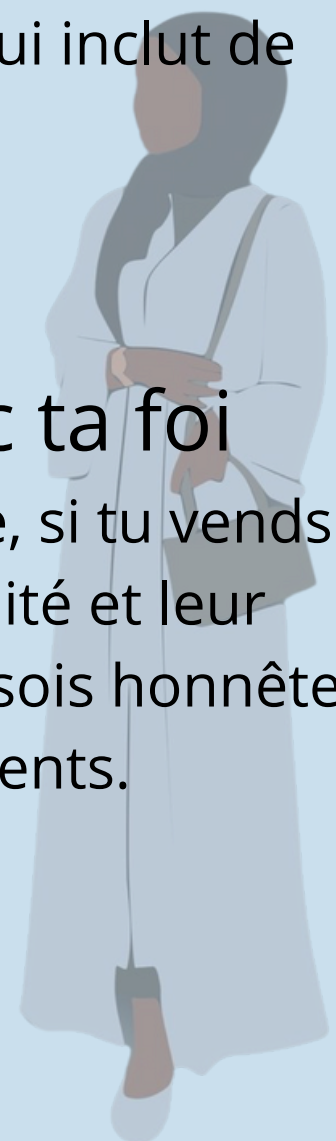 ui inclut de
c ta foi
e, si tu vends
ité et leur
sois honnête
ents.